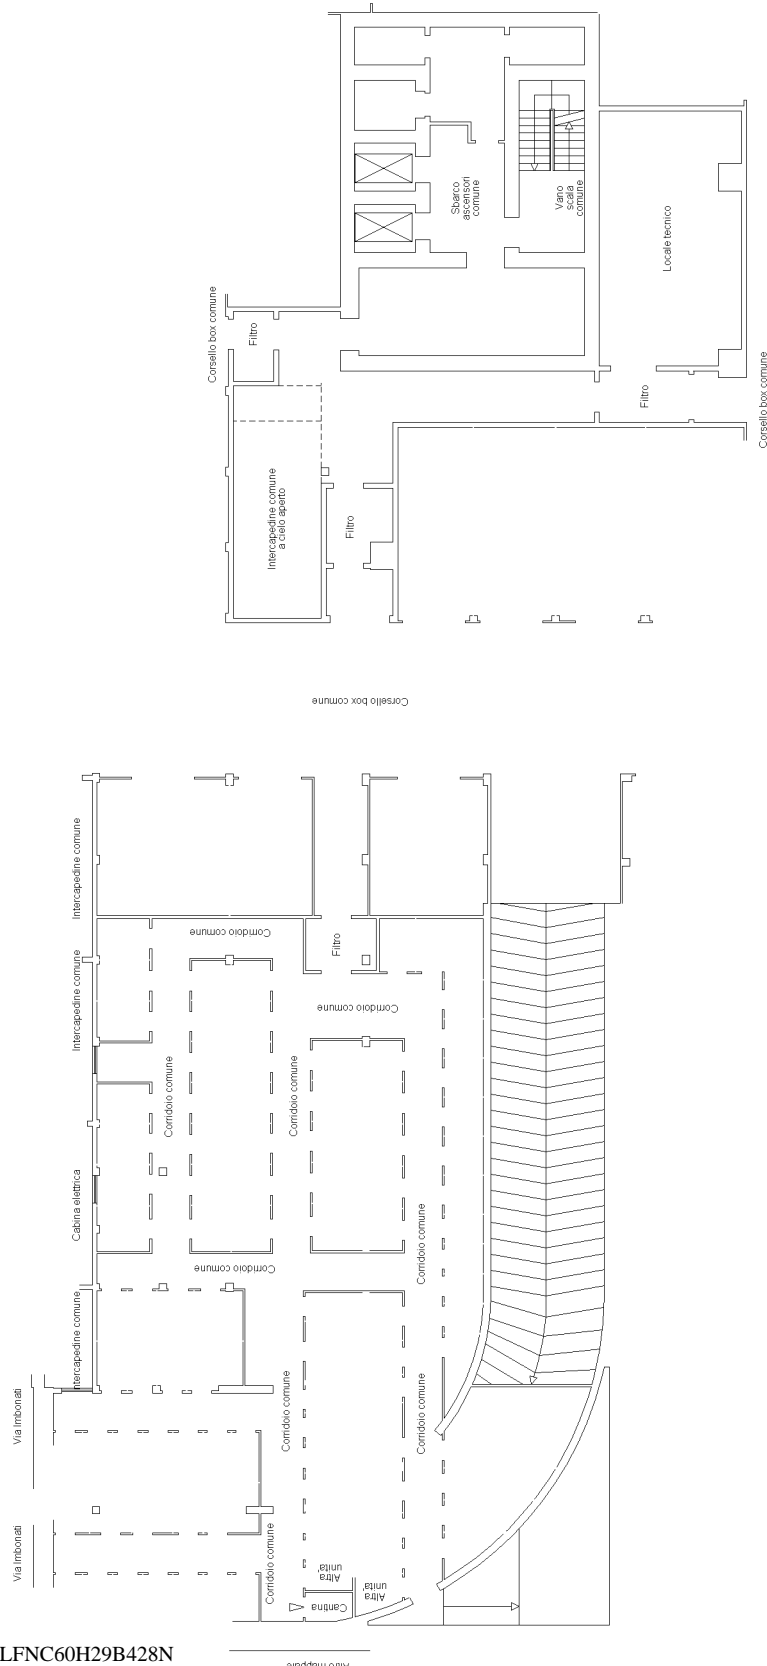 Sbarco
ascensori
comune
Vano
scala
comune
Locale tecnico
Corsello box comune
Filtro
Filtro
Corsello box comune
Intercapedine comune
a cielo aperto
Filtro
Corsello box comune
Intercapedine comune
Corridoio comune
Filtro
Intercapedine comune
Corridoio comune
Corridoio comune
Corridoio comune
Cabina elettrica
Corridoio comune
Corridoio comune
Intercapedine comune
Via Imbonati
Corridoio comune
Corridoio comune
Via Imbonati
Corridoio comune
Altra
unita'
Altra
unita'
Cantina
LFNC60H29B428N
Altro mappale